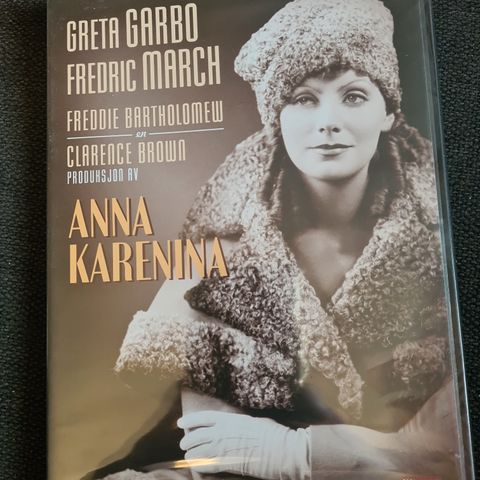 GRETA GARBO
FREDRIC MARCH
FREDDIE BARTHOLOMEW
en
CLARENCE BROWN
PRODUKSJON AV
ANNA
KARENINA